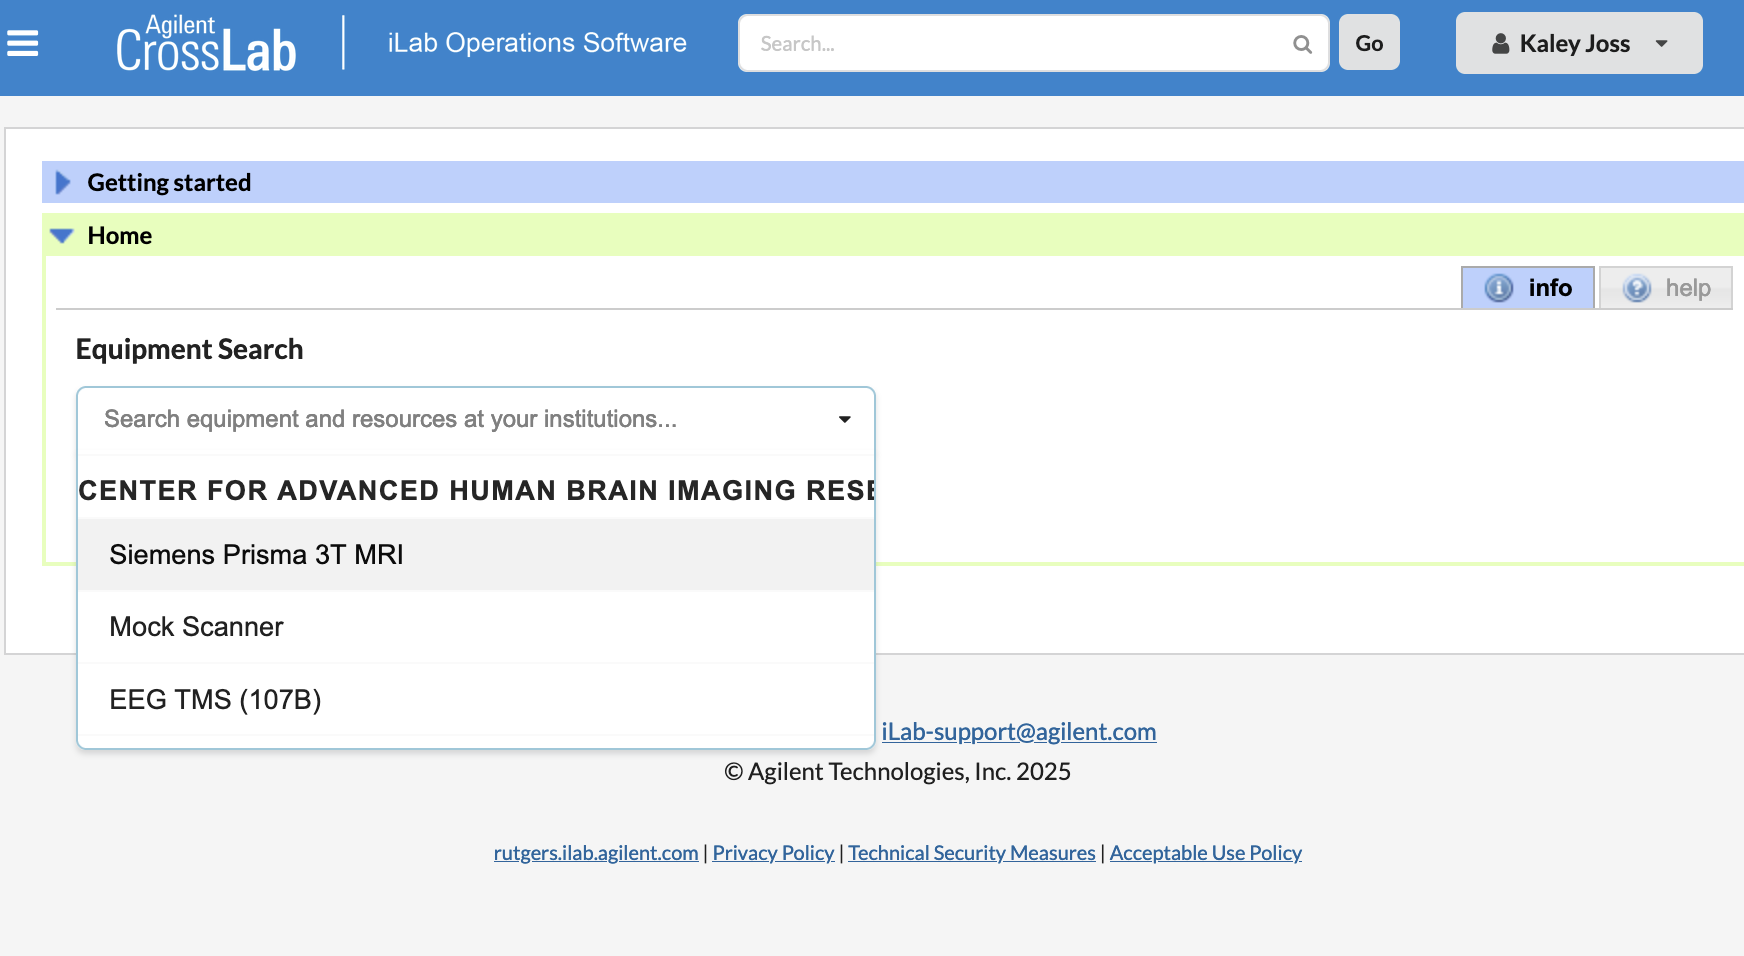 Agilent
CrossLab
iLab Operations Software
Search...
Go
Kaley Joss
Getting started
Home
info
help
Equipment Search
Search equipment and resources at your institutions...
CENTER FOR ADVANCED HUMAN BRAIN IMAGING RESE
Siemens Prisma 3T MRI
Mock Scanner
EEG TMS (107B)
iLab-support@agilent.com
© Agilent Technologies, Inc. 2025
rutgers.ilab.agilent.com | Privacy Policy | Technical Security Measures | Acceptable Use Policy